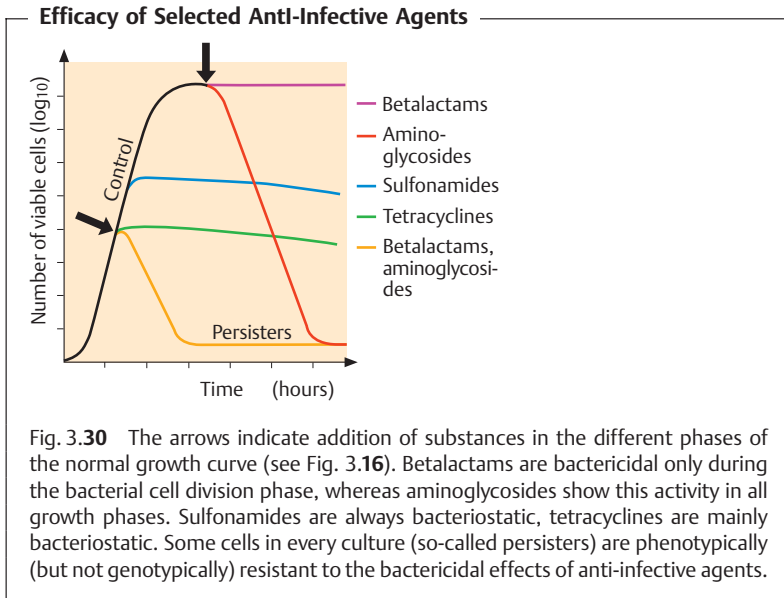 Efficacy of Selected AntI-Infective Agents
Number of viable cells (log10)
Control
Persisters
Time (hours)
Betalactams
Amino-
glycosides
Sulfonamides
Tetracyclines
Betalactams,
aminoglycosi-
des
Fig. 3.30 The arrows indicate addition of substances in the different phases of
the normal growth curve (see Fig. 3.16). Betalactams are bactericidal only during
the bacterial cell division phase, whereas aminoglycosides show this activity in all
growth phases. Sulfonamides are always bacteriostatic, tetracyclines are mainly
bacteriostatic. Some cells in every culture (so-called persisters) are phenotypically
(but not genotypically) resistant to the bactericidal effects of anti-infective agents.